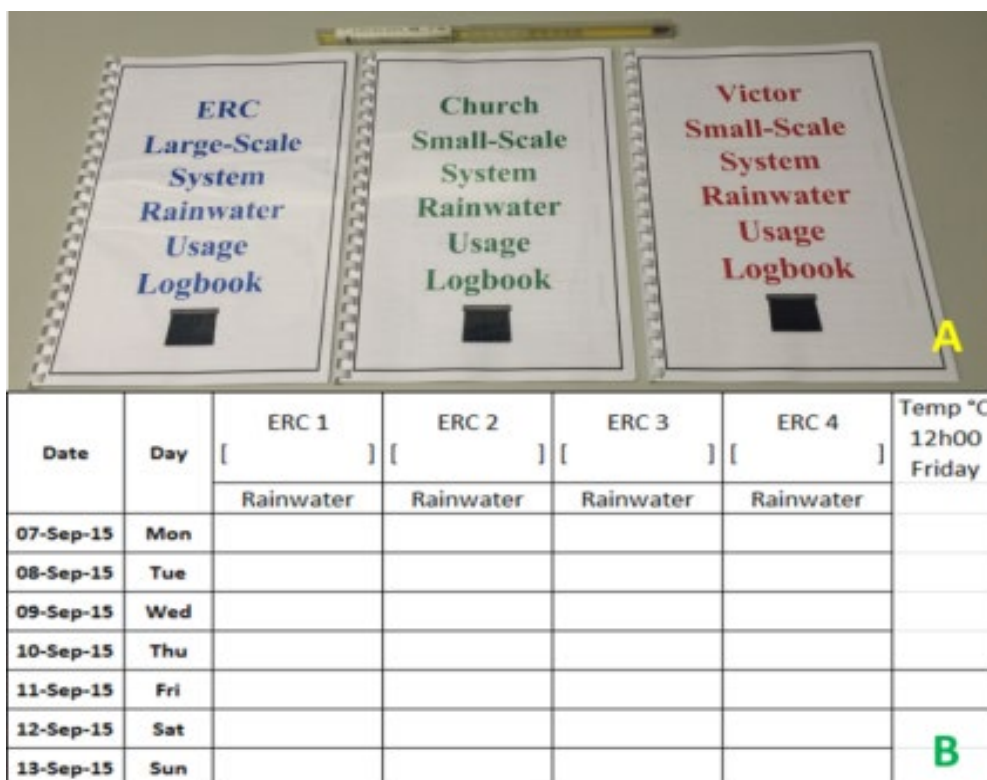 ERC
Large-Scale
System
Rainwater
Usage
Logbook
Church
Small-Scale
System
Rainwater
Usage
Logbook
Victor
Small-Scale
System
Rainwater
Usage
Logbook
A
Date Day ERC 1 ERC 2 ERC 3 ERC 4 Temp °C
[ ] [ ] [ ] [ ] 12h00
Friday
Rainwater Rainwater Rainwater Rainwater
07-Sep-15 Mon
08-Sep-15 Tue
09-Sep-15 Wed
10-Sep-15 Thu
11-Sep-15 Fri
12-Sep-15 Sat
13-Sep-15 Sun
B